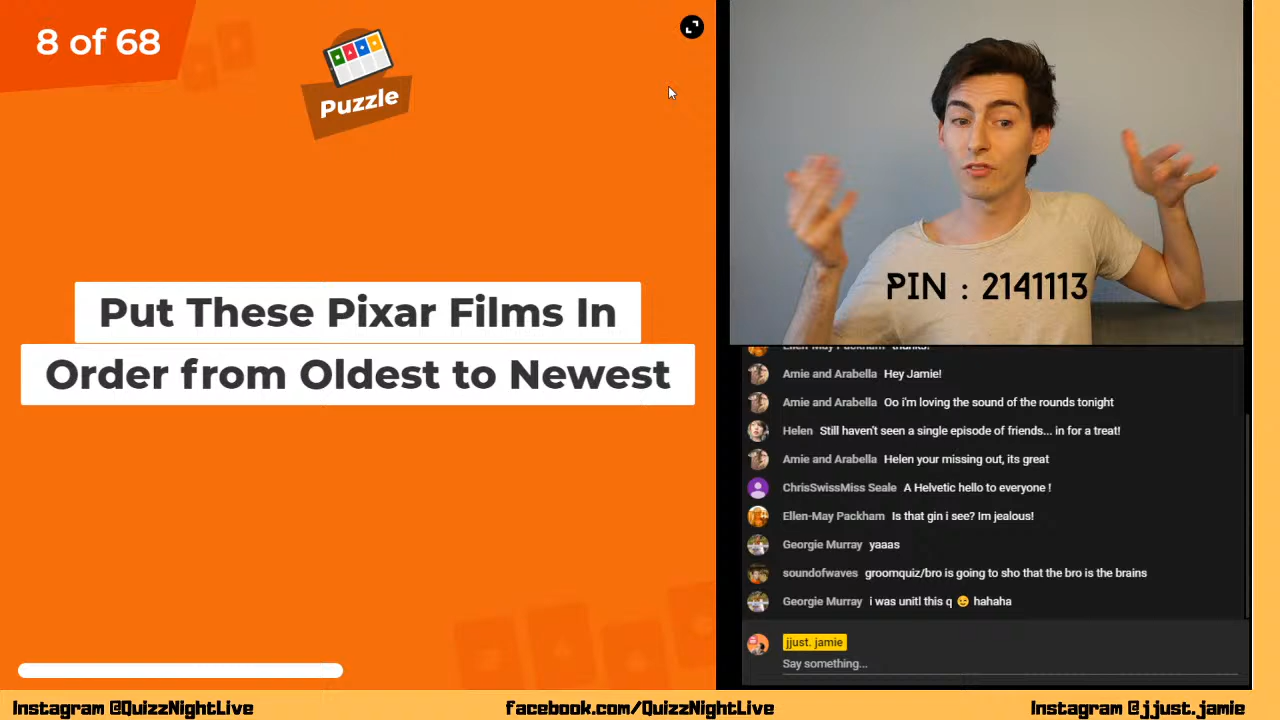 8 of 68
Puzzle
Put These Pixar Films In
Order from Oldest to Newest
PIN : 2141113
Ellen-May Packham thanks!
Amie and Arabella Hey Jamie!
Amie and Arabella Oo i'm loving the sound of the rounds tonight
Helen Still haven't seen a single episode of friends... in for a treat!
Amie and Arabella Helen your missing out, its great
ChrisSwissMiss Seale A Helvetic hello to everyone !
Ellen-May Packham Is that gin i see? Im jealous!
Georgie Murray yaaas
soundofwaves groomquiz/bro is going to sho that the bro is the brains
Georgie Murray i was unitl this q 😉 hahaha
jjust. jamie
Say something...
Instagram @QuizzNightLive facebook.com/QuizzNightLive Instagram @jjust.jamie